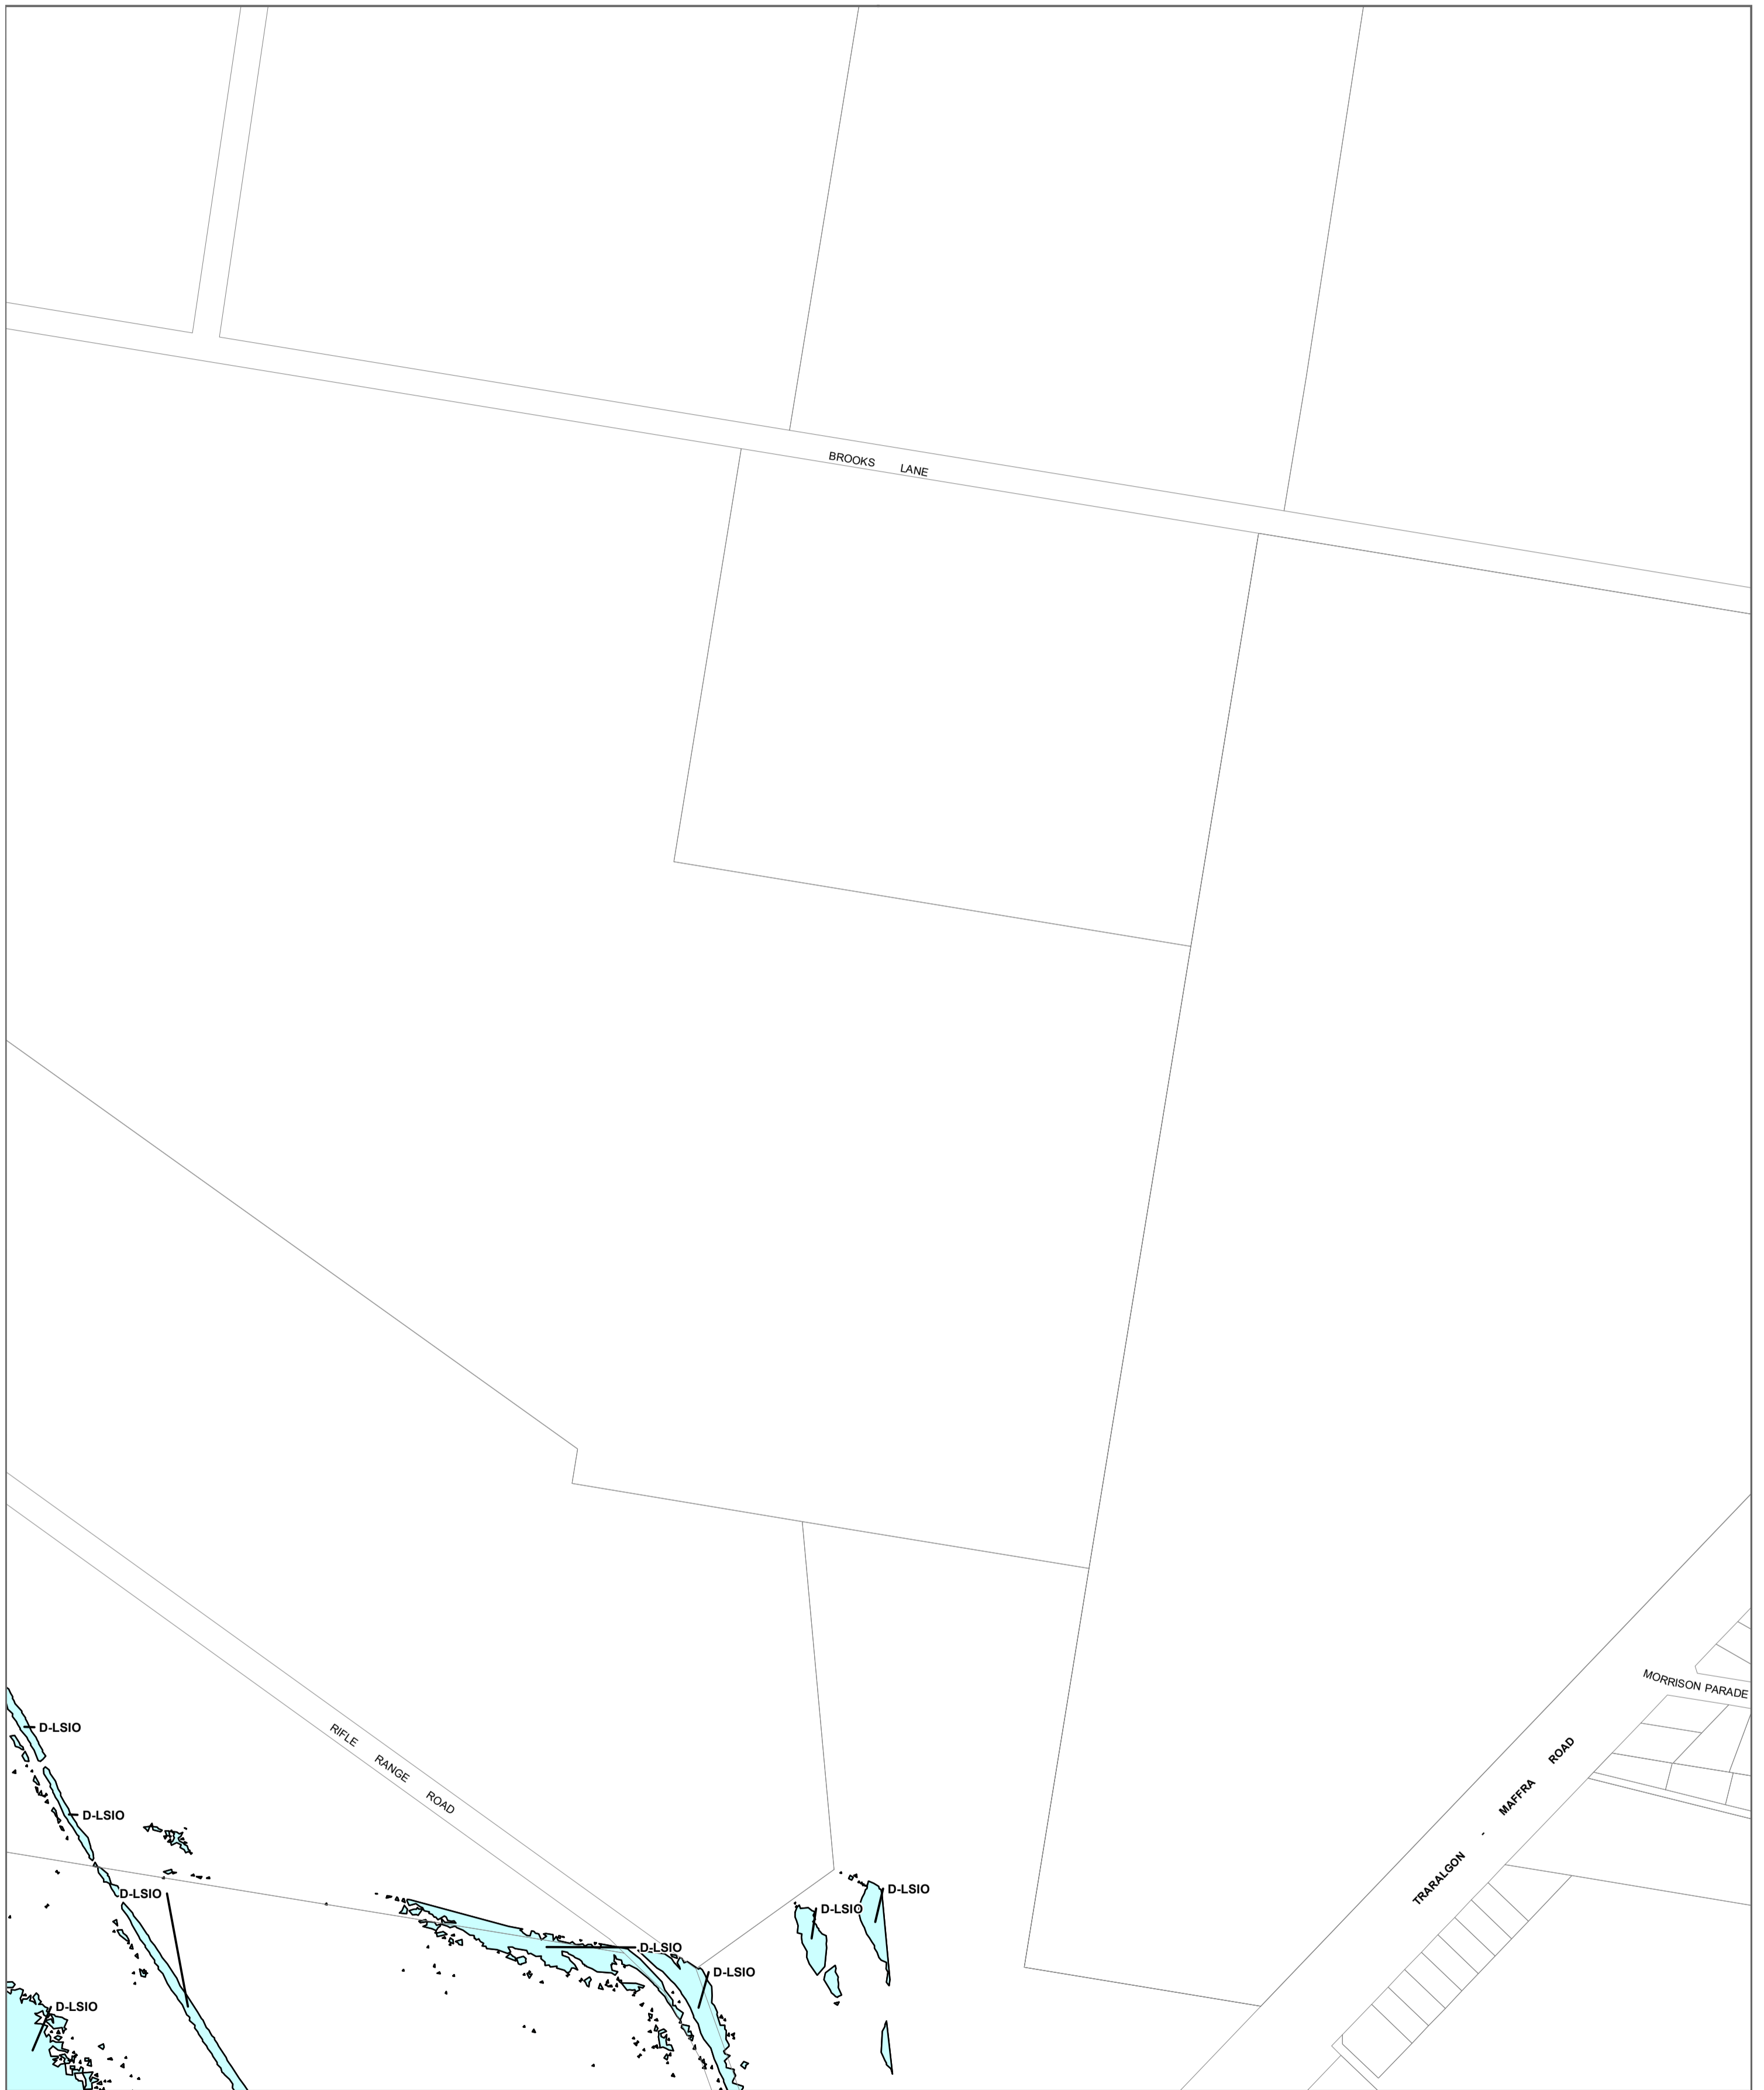 BROOKS LANE
MORRISON PARADE
D-LSIO
RIFLE RANGE ROAD
TRARALGON - MAFFRA ROAD
D-LSIO
D-LSIO
D-LSIO
D-LSIO
D-LSIO
D-LSIO
D-LSIO